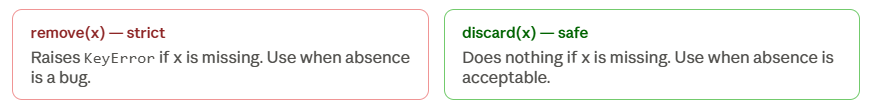 remove(x) — strict
Raises KeyError if x is missing. Use when absence
is a bug.
discard(x) — safe
Does nothing if x is missing. Use when absence is
acceptable.